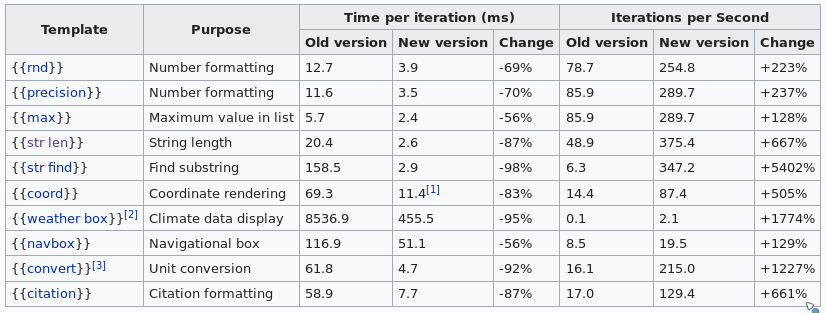 Template Purpose Time per iteration (ms) Iterations per Second
Old version New version Change Old version New version Change
{{rnd}} Number formatting 12.7 3.9 -69% 78.7 254.8 +223%
{{precision}} Number formatting 11.6 3.5 -70% 85.9 289.7 +237%
{{max}} Maximum value in list 5.7 2.4 -56% 85.9 289.7 +128%
{{str len}} String length 20.4 2.6 -87% 48.9 375.4 +667%
{{str find}} Find substring 158.5 2.9 -98% 6.3 347.2 +5402%
{{coord}} Coordinate rendering 69.3 11.4[1] -83% 14.4 87.4 +505%
{{weather box}}[2] Climate data display 8536.9 455.5 -95% 0.1 2.1 +1774%
{{navbox}} Navigational box 116.9 51.1 -56% 8.5 19.5 +129%
{{convert}}[3] Unit conversion 61.8 4.7 -92% 16.1 215.0 +1227%
{{citation}} Citation formatting 58.9 7.7 -87% 17.0 129.4 +661%